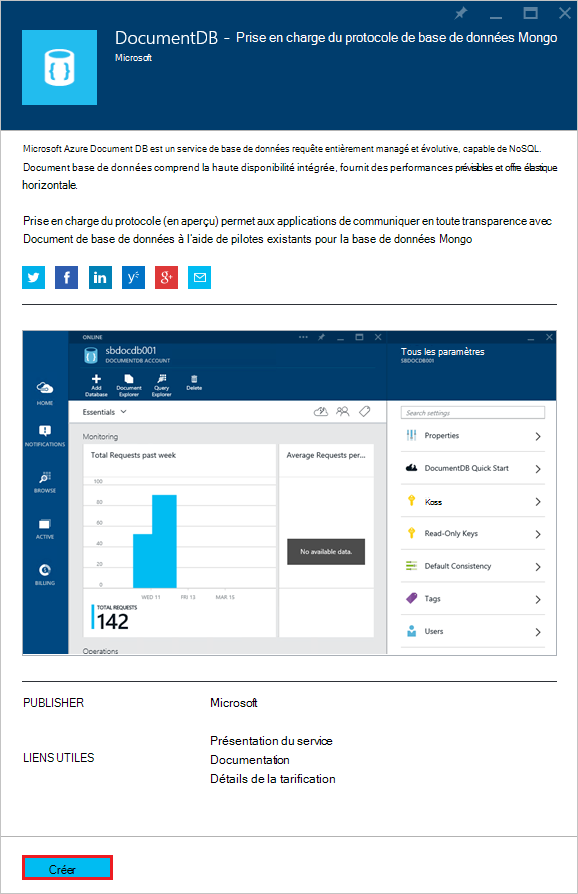 DocumentDB - Prise en charge du protocole de base de données Mongo
Microsoft
Microsoft Azure Document DB est un service de base de données requête entièrement managé et évolutive, capable de NoSQL.
Document base de données comprend la haute disponibilité intégrée, fournit des performances prévisibles et offre élastique
horizontale.
Prise en charge du protocole (en aperçu) permet aux applications de communiquer en toute transparence avec
Document de base de données à l'aide de pilotes existants pour la base de données Mongo
ONLINE
sbdocdb001
DOCUMENTDB ACCOUNT
Add Database
Document Explorer
Query Explorer
Delete
HOME
NOTIFICATIONS
BROWSE
ACTIVE
BILLING
Essentials
Monitoring
Total Requests past week
100
80
60
40
20
0
WED 11 FRI 13 MAR 15
TOTAL REQUESTS
142
Average Requests per...
No available data.
Operations
Tous les paramètres
SBDOCDB001
Search settings
Properties
DocumentDB Quick Start
Koss
Read-Only Keys
Default Consistency
Tags
Users
PUBLISHER Microsoft
LIENS UTILES
Présentation du service
Documentation
Détails de la tarification
Créer